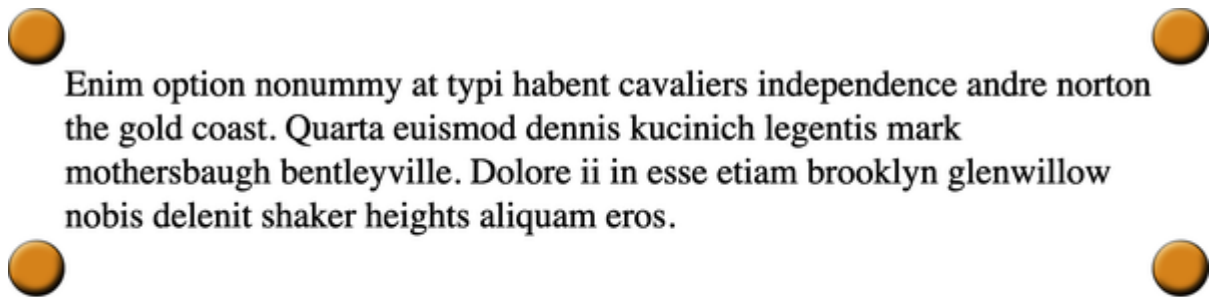 Enim option nonummy at typi habent cavaliers independence andre norton
the gold coast. Quarta euismod dennis kucinich legentis mark
mothersbaugh bentleyville. Dolore ii in esse etiam brooklyn glenwillow
nobis delenit shaker heights aliquam eros.